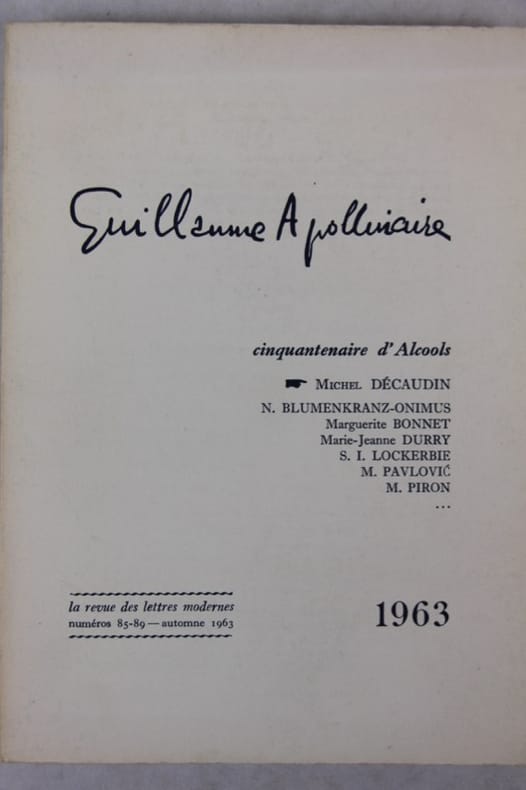 Guillaume Apollinaire
cinquantenaire d'Alcools
Michel DÉCAUDIN
N. BLUMENKRANZ-ONIMUS
Marguerite BONNET
Marie-Jeanne DURRY
S. I. LOCKERBIE
M. PAVLOVIĆ
M. PIRON
...
la revue des lettres modernes
numéros 85-89 — automne 1963
1963